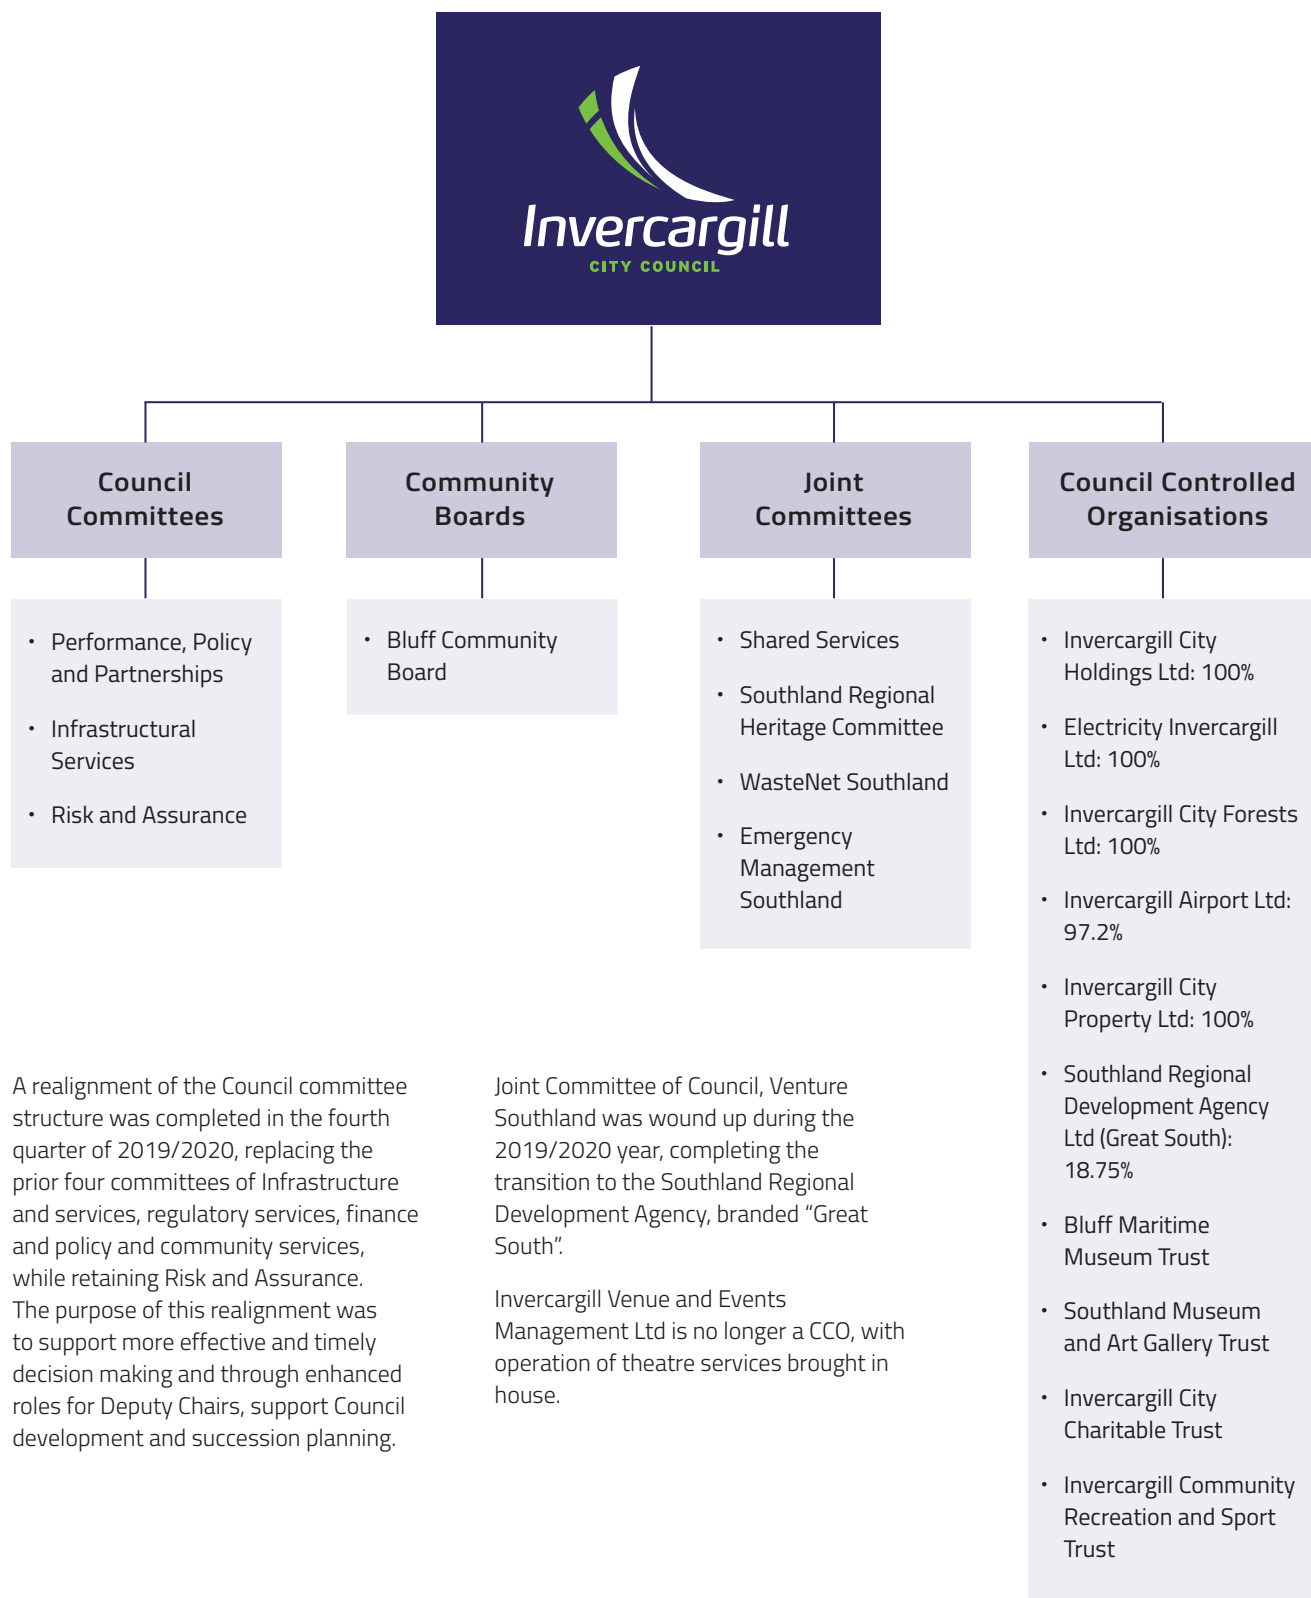 Invercargill
CITY COUNCIL
Council
Committees
• Performance, Policy
and Partnerships
• Infrastructural
Services
• Risk and Assurance
Community
Boards
• Bluff Community
Board
Joint
Committees
• Shared Services
• Southland Regional
Heritage Committee
• WasteNet Southland
• Emergency
Management
Southland
Council Controlled
Organisations
• Invercargill City
Holdings Ltd: 100%
• Electricity Invercargill
Ltd: 100%
• Invercargill City Forests
Ltd: 100%
• Invercargill Airport Ltd:
97.2%
• Invercargill City
Property Ltd: 100%
• Southland Regional
Development Agency
Ltd (Great South):
18.75%
• Bluff Maritime
Museum Trust
• Southland Museum
and Art Gallery Trust
• Invercargill City
Charitable Trust
• Invercargill Community
Recreation and Sport
Trust
A realignment of the Council committee
structure was completed in the fourth
quarter of 2019/2020, replacing the
prior four committees of Infrastructure
and services, regulatory services, finance
and policy and community services,
while retaining Risk and Assurance.
The purpose of this realignment was
to support more effective and timely
decision making and through enhanced
roles for Deputy Chairs, support Council
development and succession planning.
Joint Committee of Council, Venture
Southland was wound up during the
2019/2020 year, completing the
transition to the Southland Regional
Development Agency, branded “Great
South”.
Invercargill Venue and Events
Management Ltd is no longer a CCO, with
operation of theatre services brought in
house.